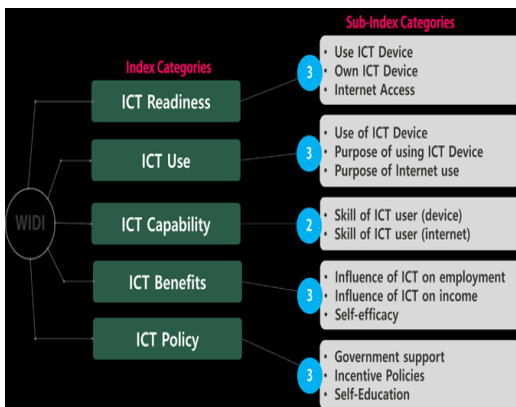 Sub-Index Categories
Index Categories
WIDI
ICT Readiness
3
• Use ICT Device
• Own ICT Device
• Internet Access
ICT Use
3
• Use of ICT Device
• Purpose of using ICT Device
• Purpose of Internet use
ICT Capability
2
• Skill of ICT user (device)
• Skill of ICT user (internet)
ICT Benefits
3
• Influence of ICT on employment
• Influence of ICT on income
• Self-efficacy
ICT Policy
3
• Government support
• Incentive Policies
• Self-Education